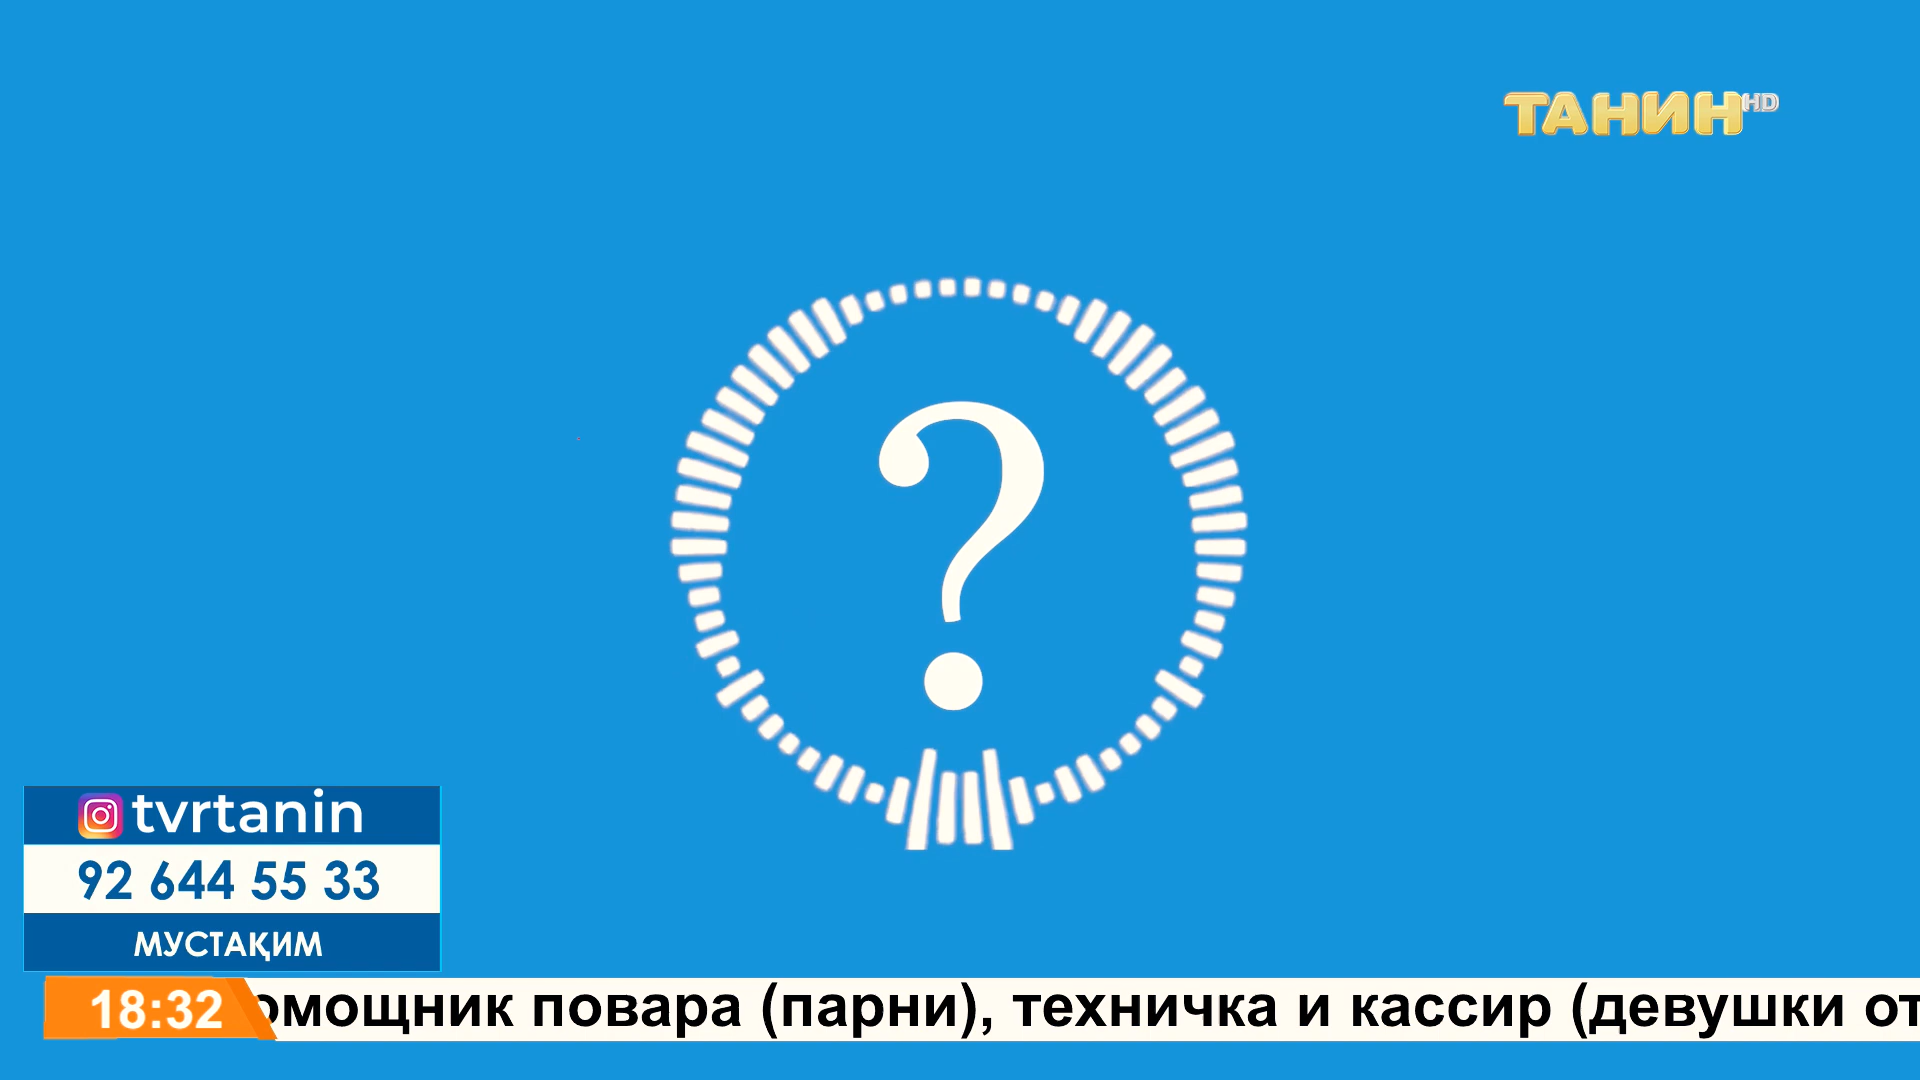 ТАНИН HD
?
tvrtanin
92 644 55 33
МУСТАҚИМ
18:32
омощник повара (парни), техничка и кассир (девушки от